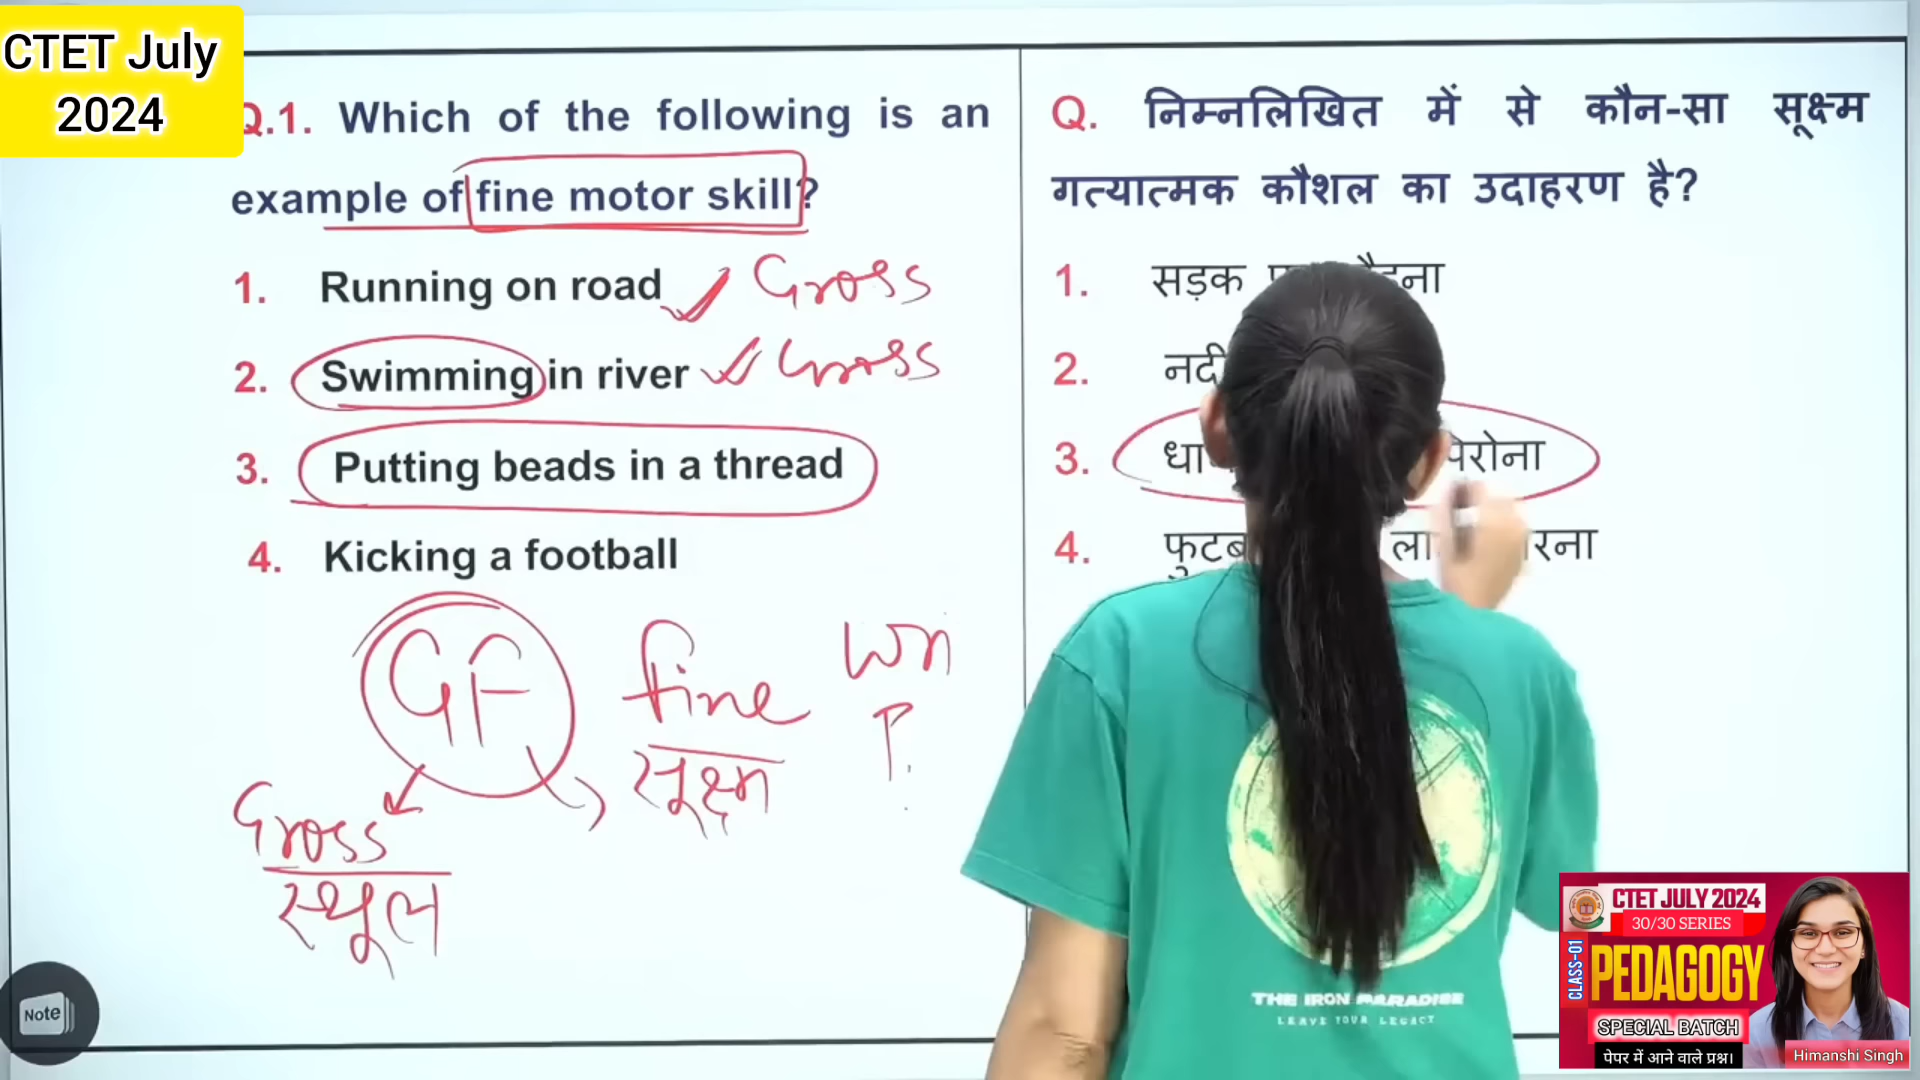 CTET July
2024
Q.1. Which of the following is an
example of fine motor skill?
1. Running on road Gross
2. Swimming in river Gross
3. Putting beads in a thread
4. Kicking a football
GF
fine
सूक्ष्म
Wri
P.
Gross
स्थूल
Q. निम्नलिखित में से कौन-सा सूक्ष्म
गत्यात्मक कौशल का उदाहरण है?
1. सड़क
2. नदी
3. पिरोना
4.
THE IRON PARADISE
LEAVE YOUR LEGACY
Note
CTET JULY 2024
30/30 SERIES
CLASS-01
PEDAGOGY
SPECIAL BATCH
पेपर में आने वाले प्रश्न।
Himanshi Singh